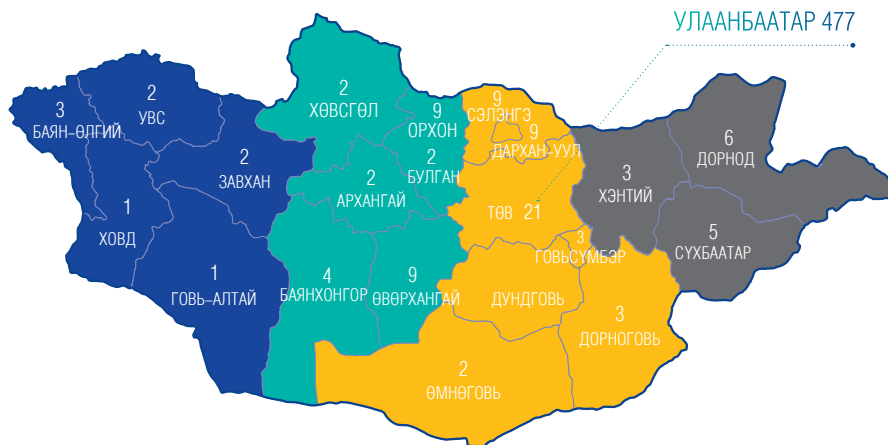 УЛААНБААТАР 477
3
БАЯН-ӨЛГИЙ
2
УВС
2
ЗАВХАН
1
ХОВД
1
ГОВЬ-АЛТАЙ
2
ХӨВСГӨЛ
9
ОРХОН
2
БУЛГАН
2
АРХАНГАЙ
4
БАЯНХОНГОР
9
ӨВӨРХАНГАЙ
9
СЭЛЭНГЭ
9
ДАРХАН-УУЛ
ТӨВ 21
3
ГОВЬСҮМБЭР
ДУНДГОВЬ
3
ДОРНОГОВЬ
2
ӨМНӨГОВЬ
3
ХЭНТИЙ
6
ДОРНОД
5
СҮХБААТАР